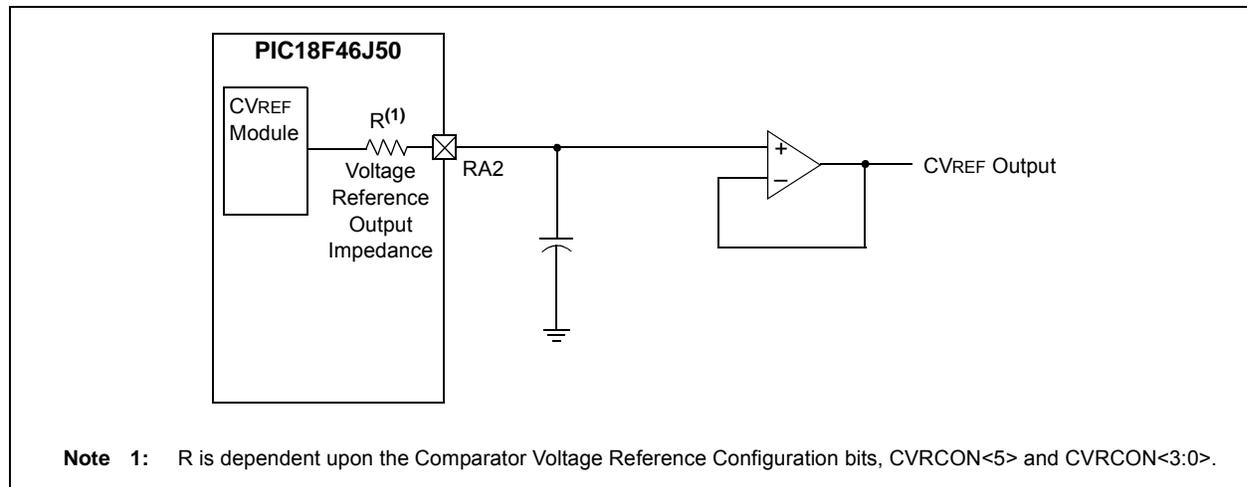 PIC18F46J50
CVREF
Module
R(1)
Voltage
Reference
Output
Impedance
RA2
+
–
CVREF Output
Note 1: R is dependent upon the Comparator Voltage Reference Configuration bits, CVRCON<5> and CVRCON<3:0>.